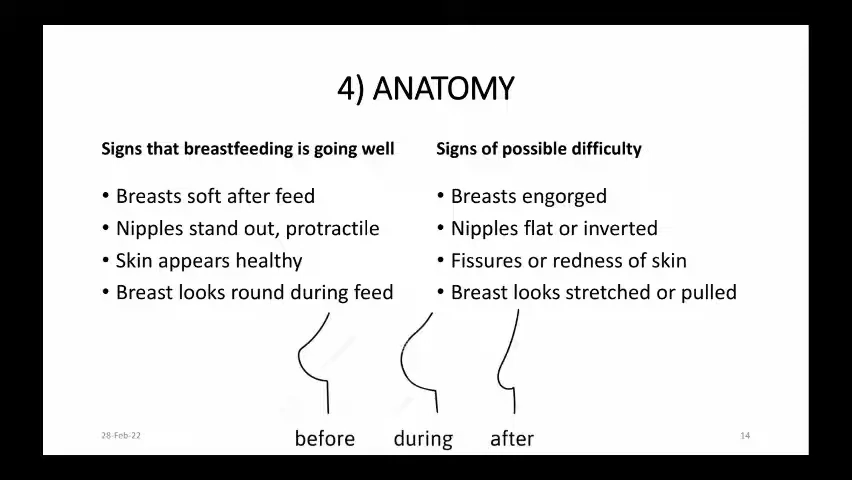 4) ANATOMY
Signs that breastfeeding is going well
• Breasts soft after feed
• Nipples stand out, protractile
• Skin appears healthy
• Breast looks round during feed
Signs of possible difficulty
• Breasts engorged
• Nipples flat or inverted
• Fissures or redness of skin
• Breast looks stretched or pulled
before during after
28-Feb-22
14